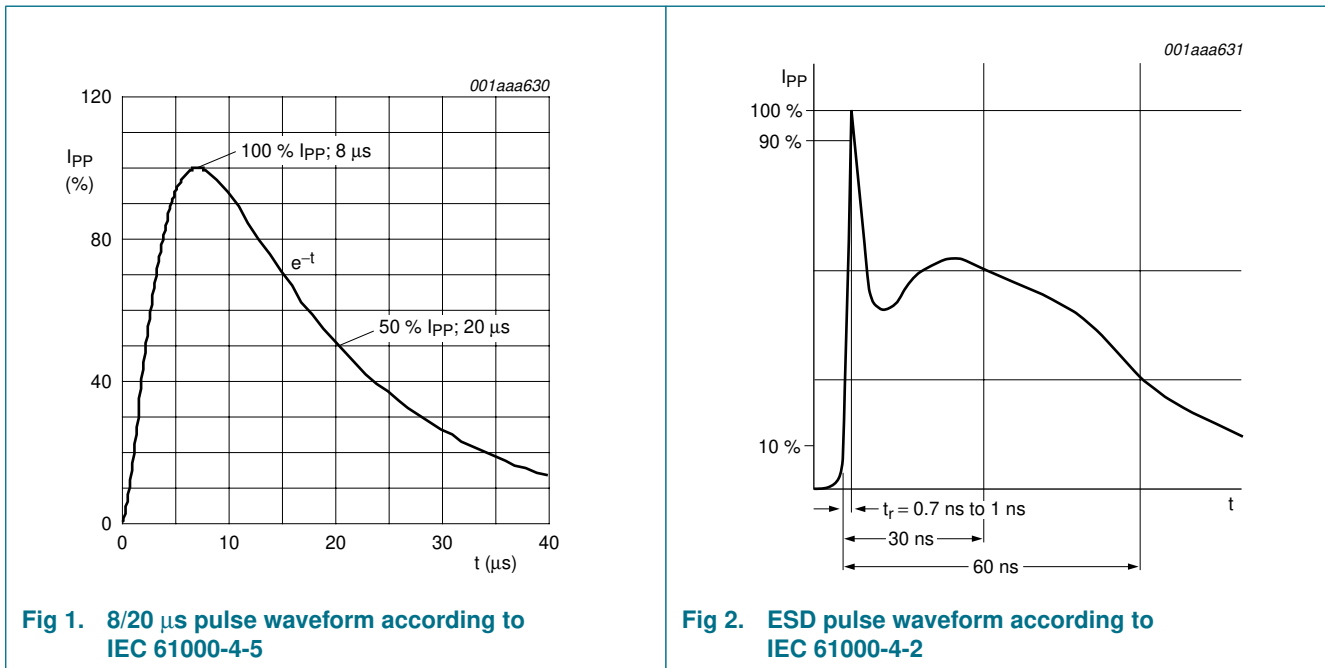 001aaa630
120
IPP
(%)
100 % IPP; 8 μs
80
e–t
50 % IPP; 20 μs
40
0
0 10 20 30 40
t (μs)
Fig 1. 8/20 μs pulse waveform according to
IEC 61000-4-5
001aaa631
IPP
100 %
90 %
10 %
t
tr = 0.7 ns to 1 ns
30 ns
60 ns
Fig 2. ESD pulse waveform according to
IEC 61000-4-2